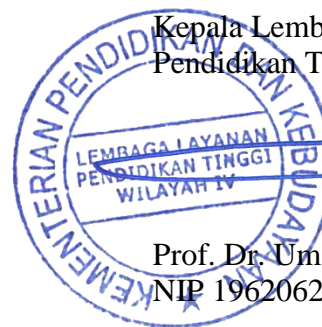 Kepala Lemb
Pendidikan T
KEMENTERIAN PENDIDIKAN DAN KEBUDAYAAN
LEMBAGA LAYANAN
PENDIDIKAN TINGGI
WILAYAH IV
Prof. Dr. Um
NIP 1962062